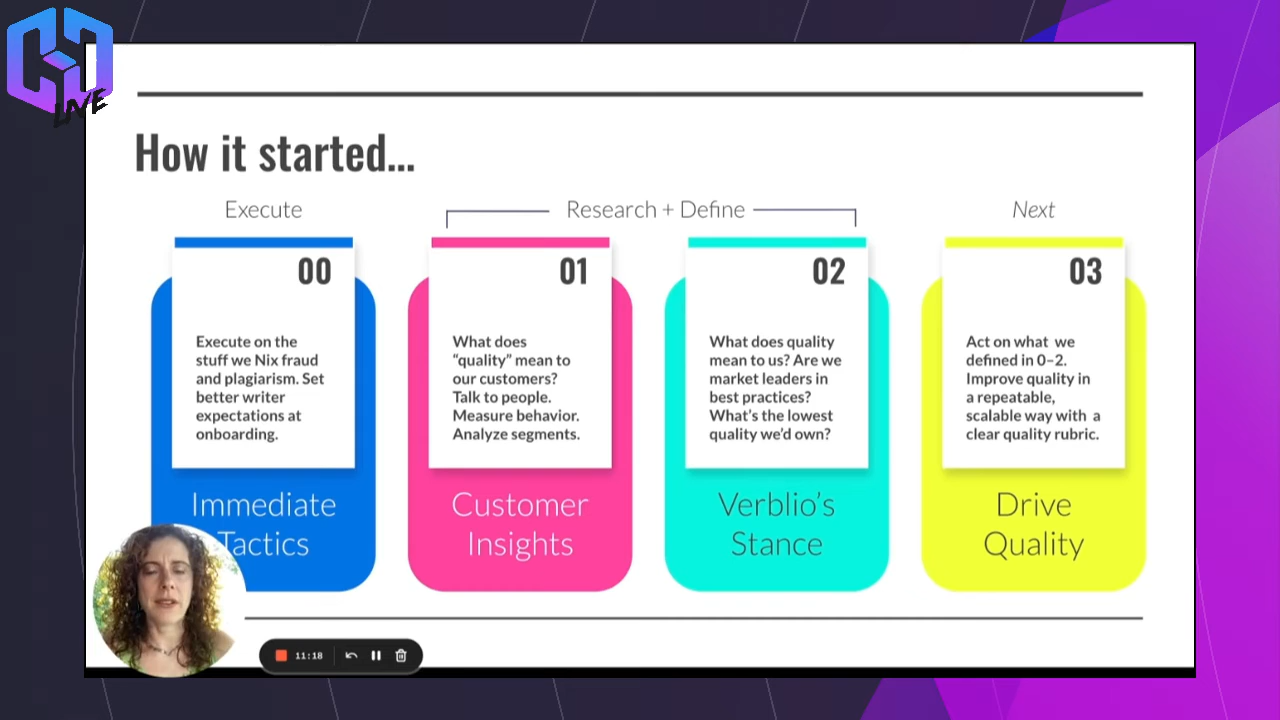 LIVE
How it started...
Execute
Research + Define
Next
00
Execute on the
stuff we Nix fraud
and plagiarism. Set
better writer
expectations at
onboarding.
Immediate
Tactics
01
What does
“quality” mean to
our customers?
Talk to people.
Measure behavior.
Analyze segments.
Customer
Insights
02
What does quality
mean to us? Are we
market leaders in
best practices?
What’s the lowest
quality we’d own?
Verblio’s
Stance
03
Act on what we
defined in 0–2.
Improve quality in
a repeatable,
scalable way with a
clear quality rubric.
Drive
Quality
11:18